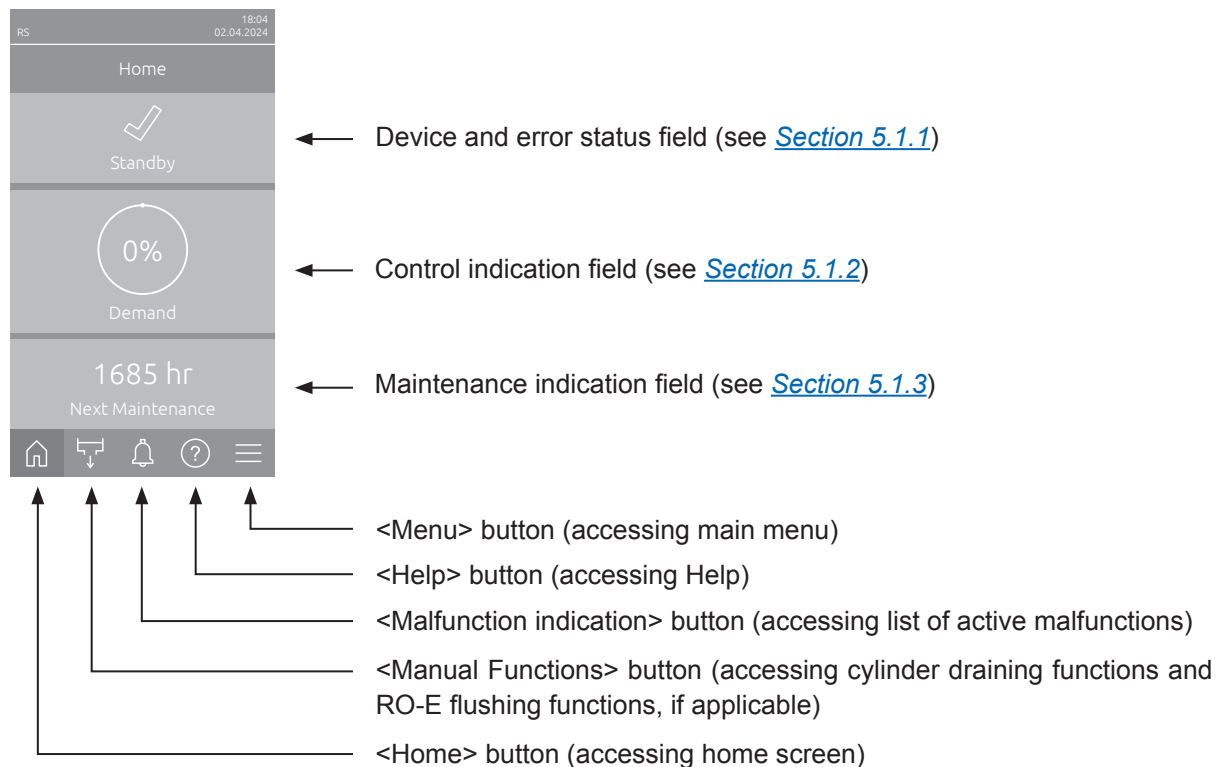 18:04
RS 02.04.2024
Home
Standby
Device and error status field (see Section 5.1.1)
0%
Demand
Control indication field (see Section 5.1.2)
1685 hr
Next Maintenance
Maintenance indication field (see Section 5.1.3)
?
<Menu> button (accessing main menu)
<Help> button (accessing Help)
<Malfunction indication> button (accessing list of active malfunctions)
<Manual Functions> button (accessing cylinder draining functions and
RO-E flushing functions, if applicable)
<Home> button (accessing home screen)